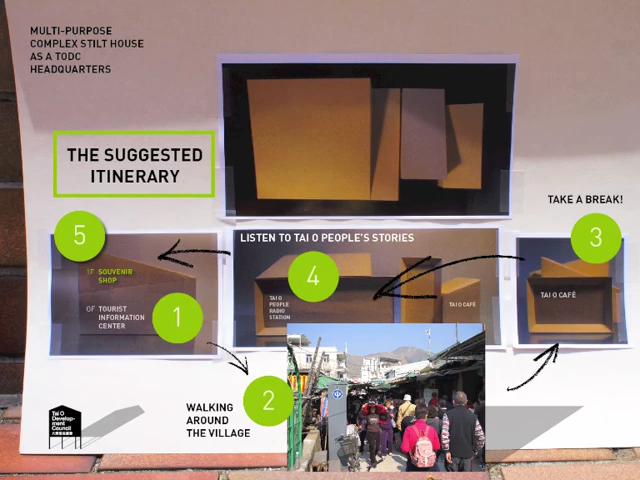 MULTI-PURPOSE
COMPLEX STILT HOUSE
AS A TODC
HEADQUARTERS
THE SUGGESTED
ITINERARY
TAKE A BREAK!
5
LISTEN TO TAI O PEOPLE'S STORIES
3
4
1F SOUVENIR
SHOP
TAI O
PEOPLE
RADIO
STATION
TAI O CAFÉ
TAI O CAFÉ
0F TOURIST
INFORMATION
CENTER
1
2
WALKING
AROUND
THE VILLAGE
Tai O
Develop-
ment
Council